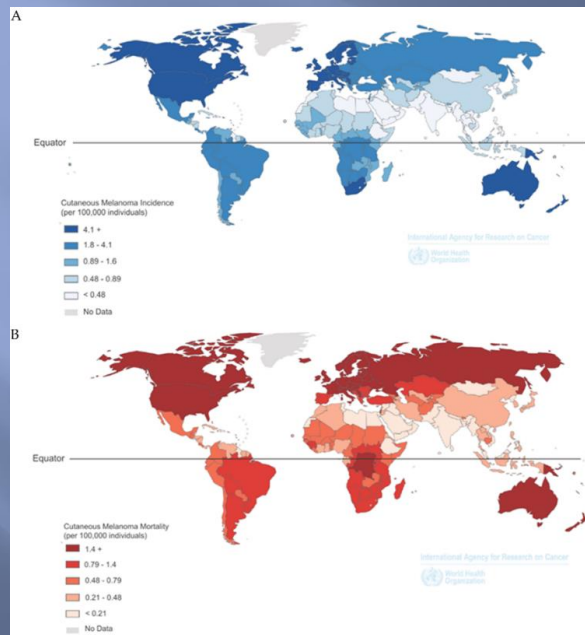 A
Equator
Cutaneous Melanoma Incidence
(per 100,000 individuals)
4.1 +
1.8 - 4.1
0.89 - 1.6
0.48 - 0.89
< 0.48
No Data
International Agency for Research on Cancer
World Health
Organization
B
Equator
Cutaneous Melanoma Mortality
(per 100,000 individuals)
1.4 +
0.79 - 1.4
0.48 - 0.79
0.21 - 0.48
< 0.21
No Data
International Agency for Research on Cancer
World Health
Organization